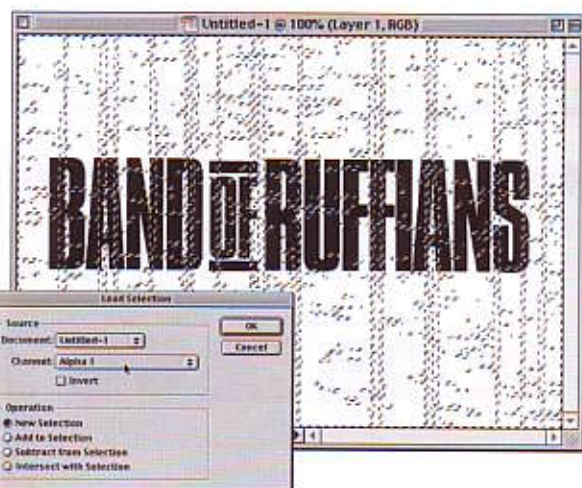 Untitled-1 @ 100% (Layer 1, RGB)
BAND OF RUFFIANS
Load Selection
Source
Document: Untitled-1
Channel: Alpha 1
Invert
OK
Cancel
Operation
New Selection
Add to Selection
Subtract from Selection
Intersect with Selection